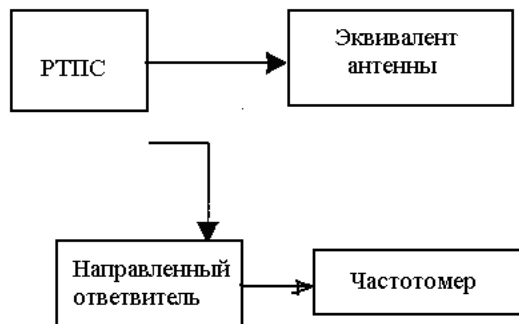 РТПС
Эквивалент
антенны
Направленный
ответвитель
Частотомер